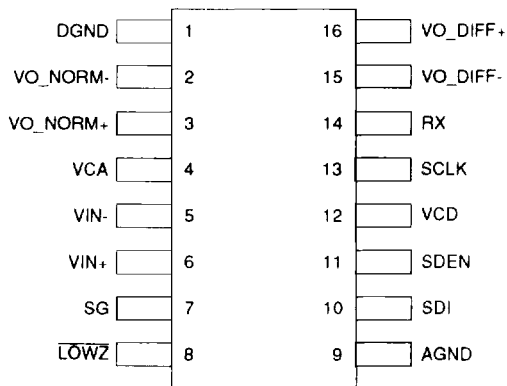 DGND 1 16 VO_DIFF+
VO_NORM- 2 15 VO_DIFF-
VO_NORM+ 3 14 RX
VCA 4 13 SCLK
VIN- 5 12 VCD
VIN+ 6 11 SDEN
SG 7 10 SDI
LOWZ 8 9 AGND